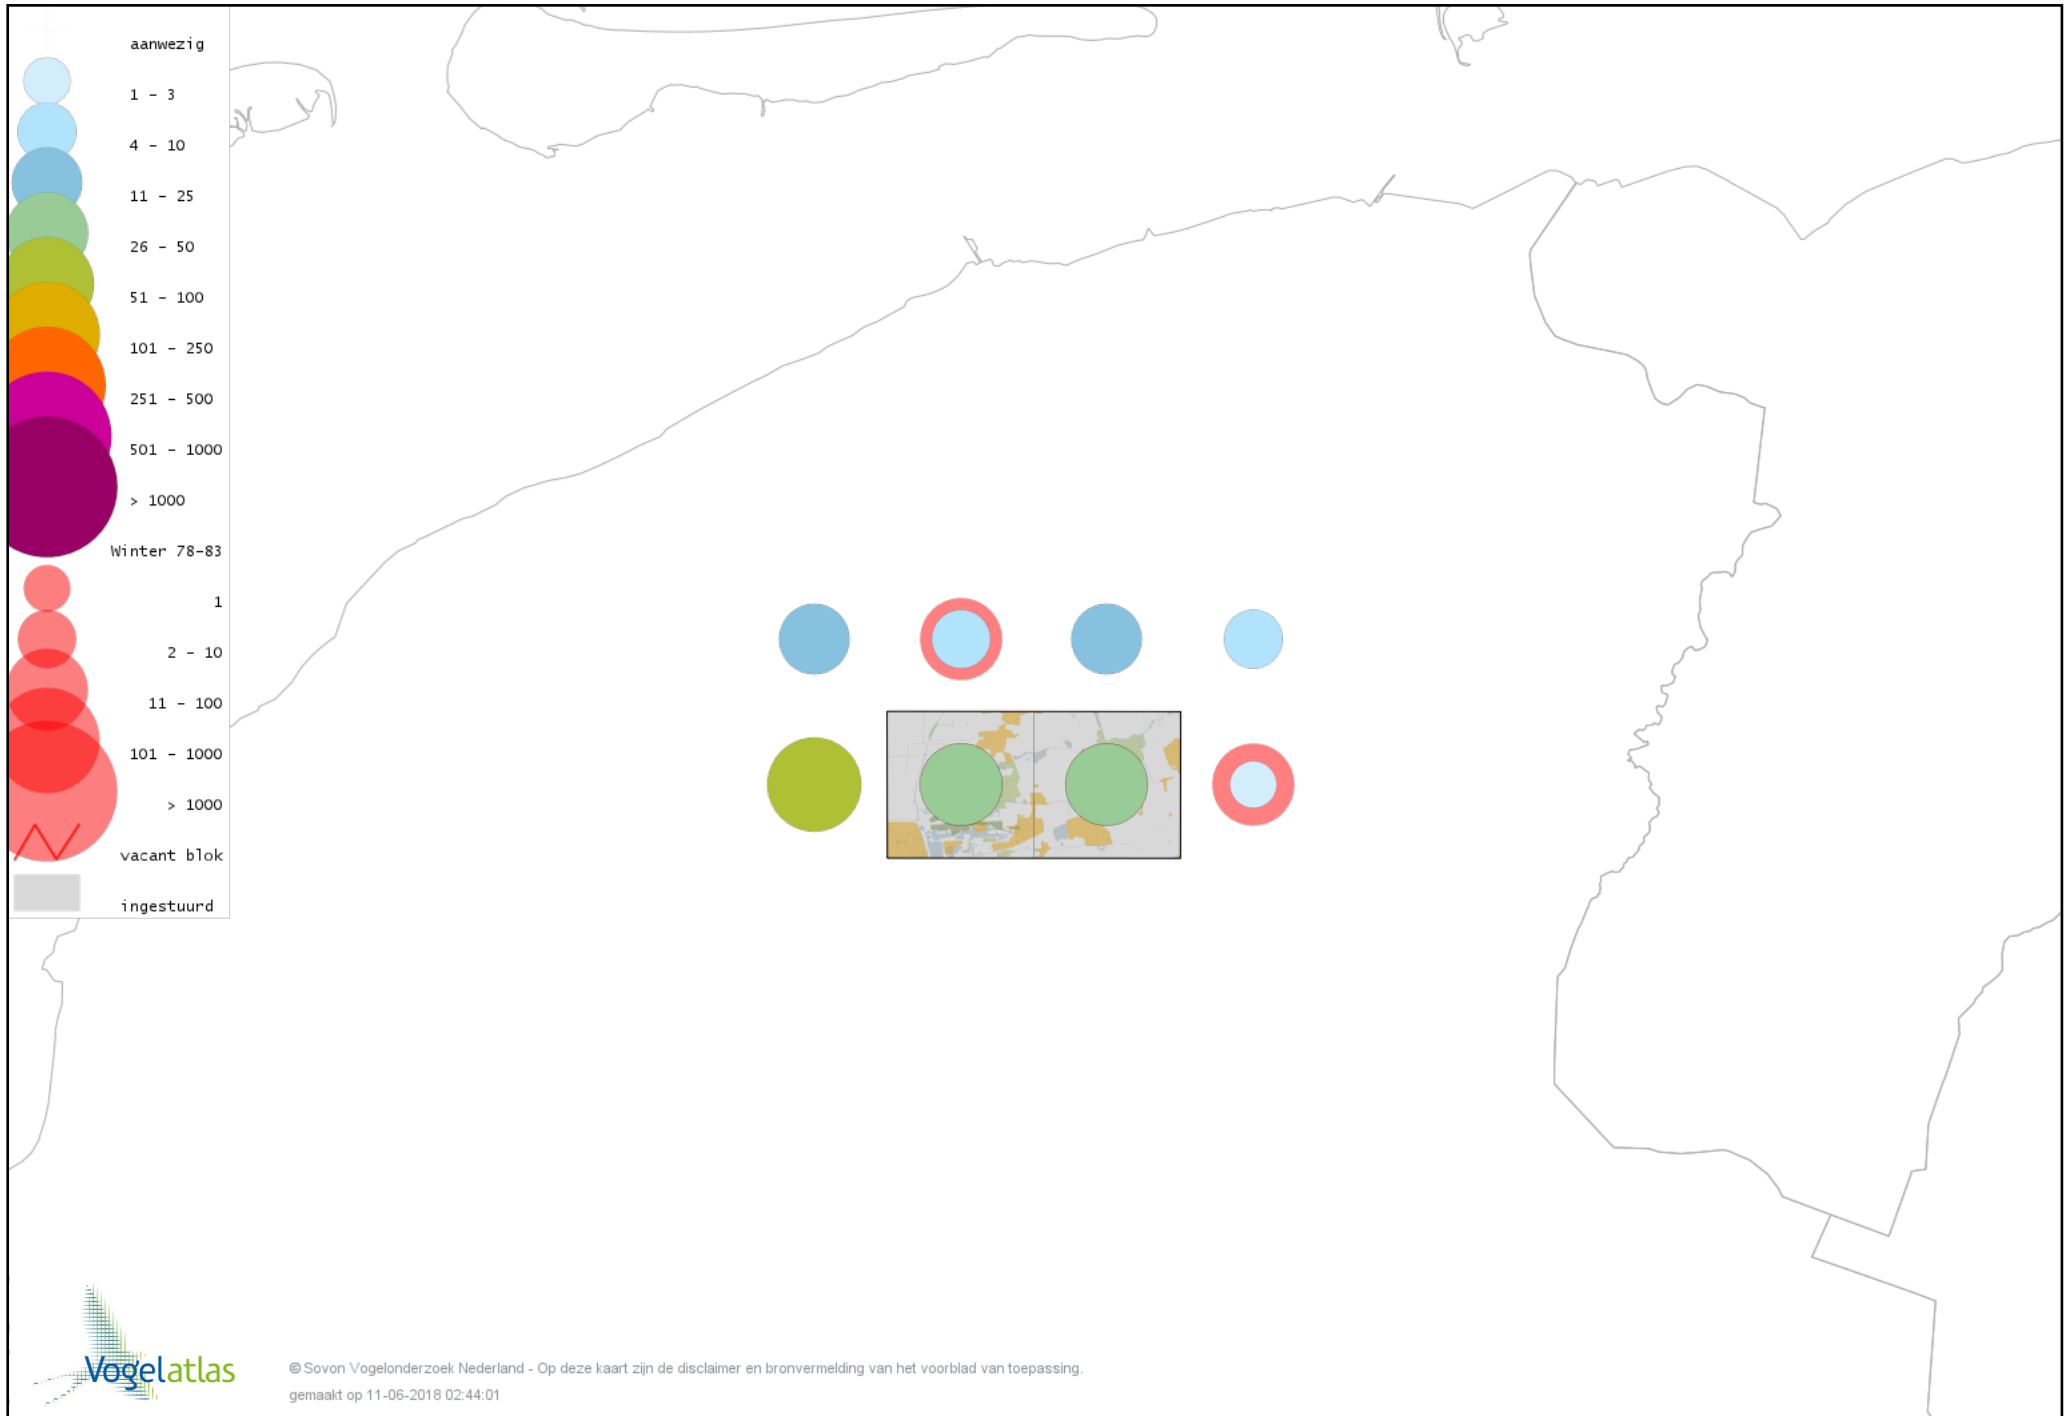 aanwezig
1 - 3
4 - 10
11 - 25
26 - 50
51 - 100
101 - 250
251 - 500
501 - 1000
> 1000
Winter 78-83
1
2 - 10
11 - 100
101 - 1000
> 1000
vacant blok
ingestuurd
Vogelatlas
© Sovon Vogelonderzoek Nederland - Op deze kaart zijn de disclaimer en bronvermelding van het voorblad van toepassing.
gemaakt op 11-06-2018 02:44:01